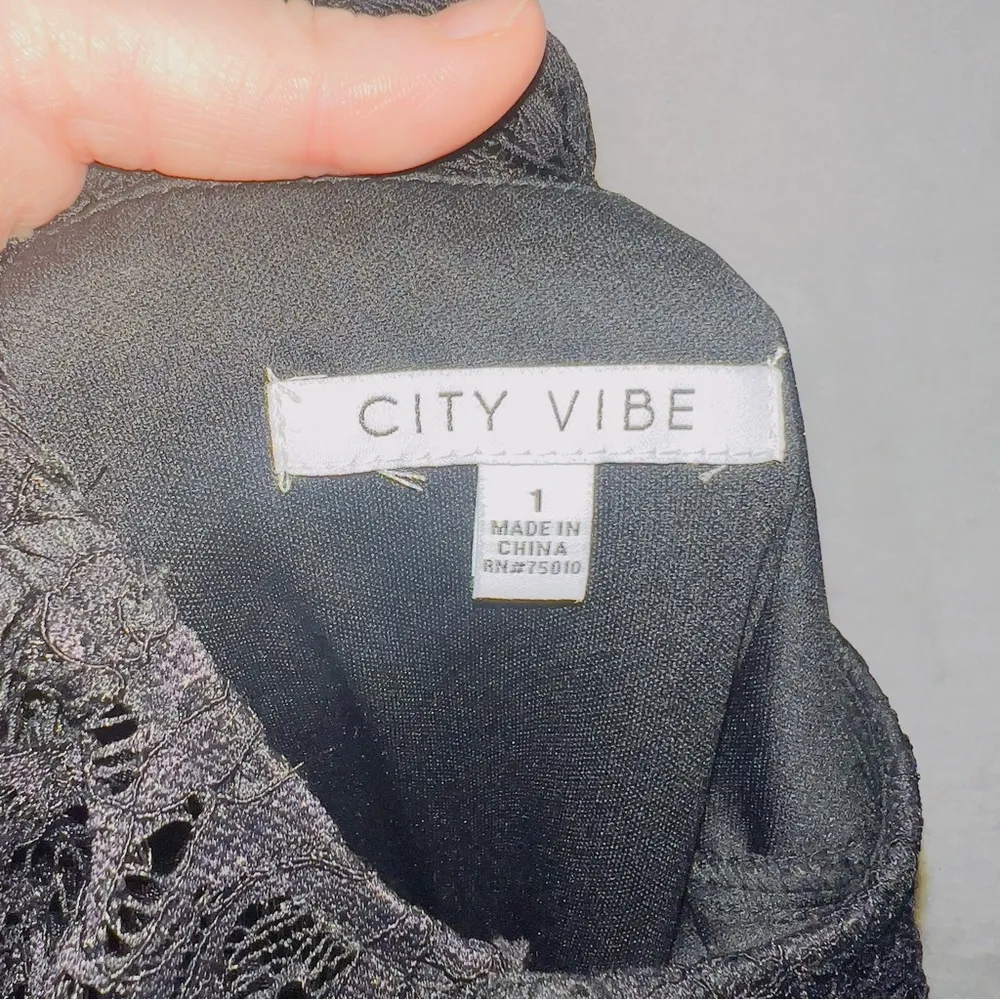 CITY VIBE
1
MADE IN
CHINA
RN#75010